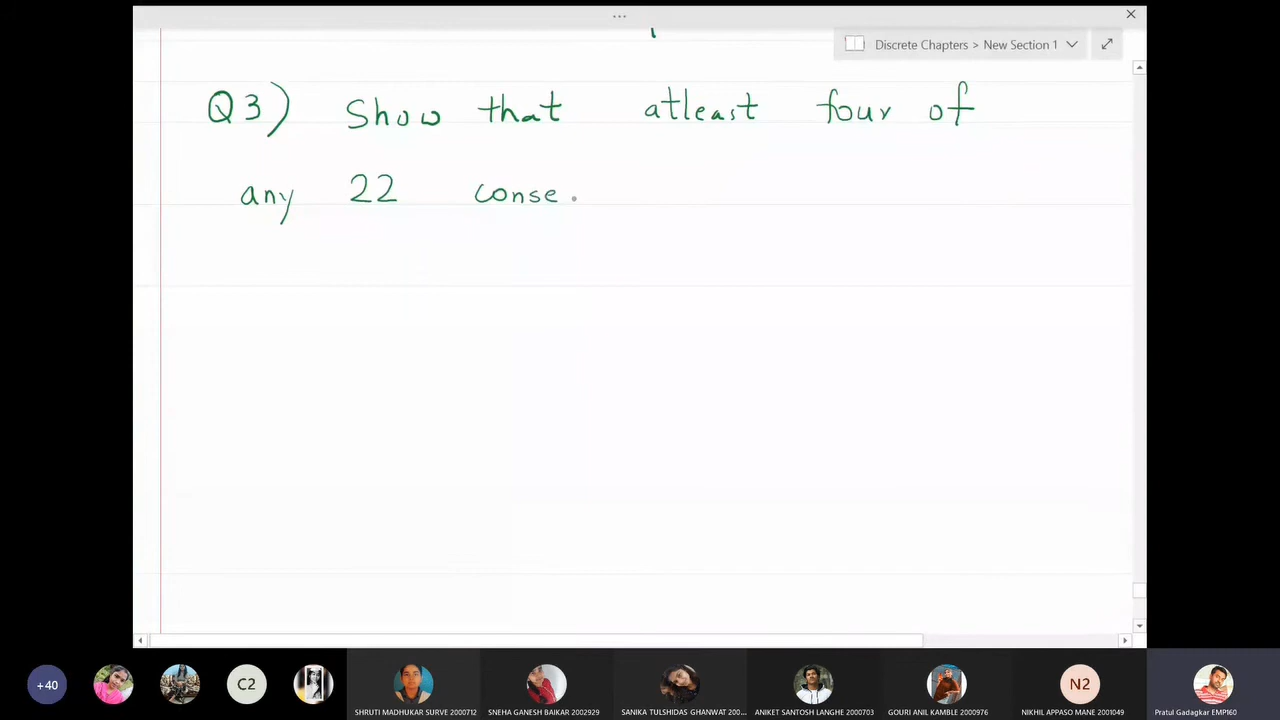 Discrete Chapters > New Section 1
Q3) Show that atleast four of
any 22 conse
+40
C2
N2
SHRUTI MADHUKAR SURVE 2000712
SNEHA GANESH BAIKAR 2002929
SANIKA TULSHIDAS GHANWAT 200...
ANIKET SANTOSH LANGHE 2000703
GOURI ANIL KAMBLE 2000976
NIKHIL APPASO MANE 2001049
Pratul Gadagkar EMP160